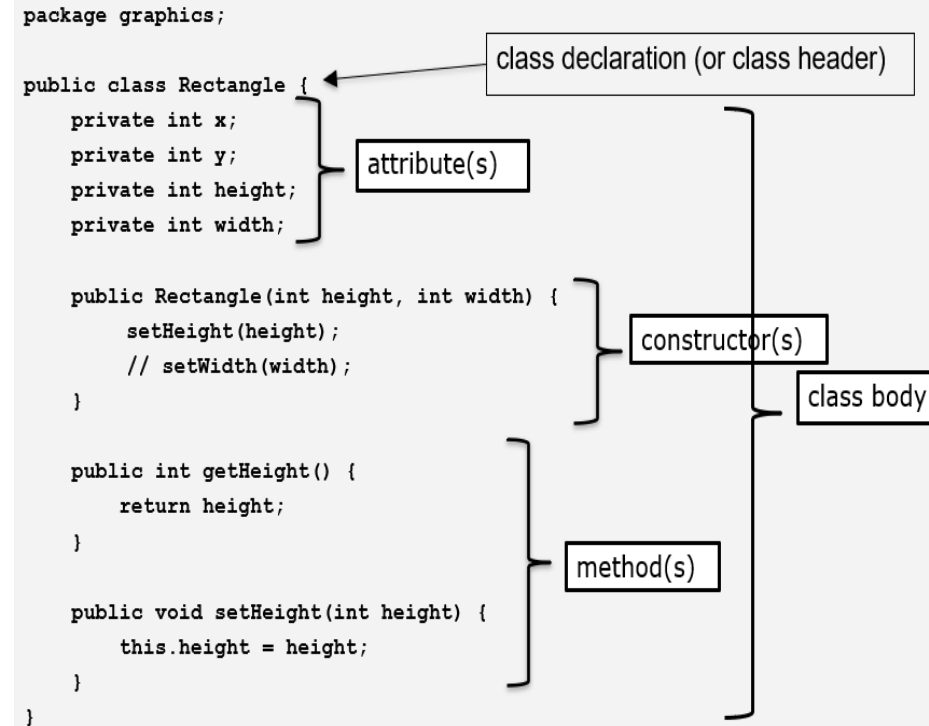 package graphics;
class declaration (or class header)
public class Rectangle {
private int x;
private int y;
attribute(s)
private int height;
private int width;
public Rectangle(int height, int width) {
setHeight(height);
constructor(s)
// setWidth(width);
}
class body
public int getHeight() {
return height;
}
method(s)
public void setHeight(int height) {
this.height = height;
}
}